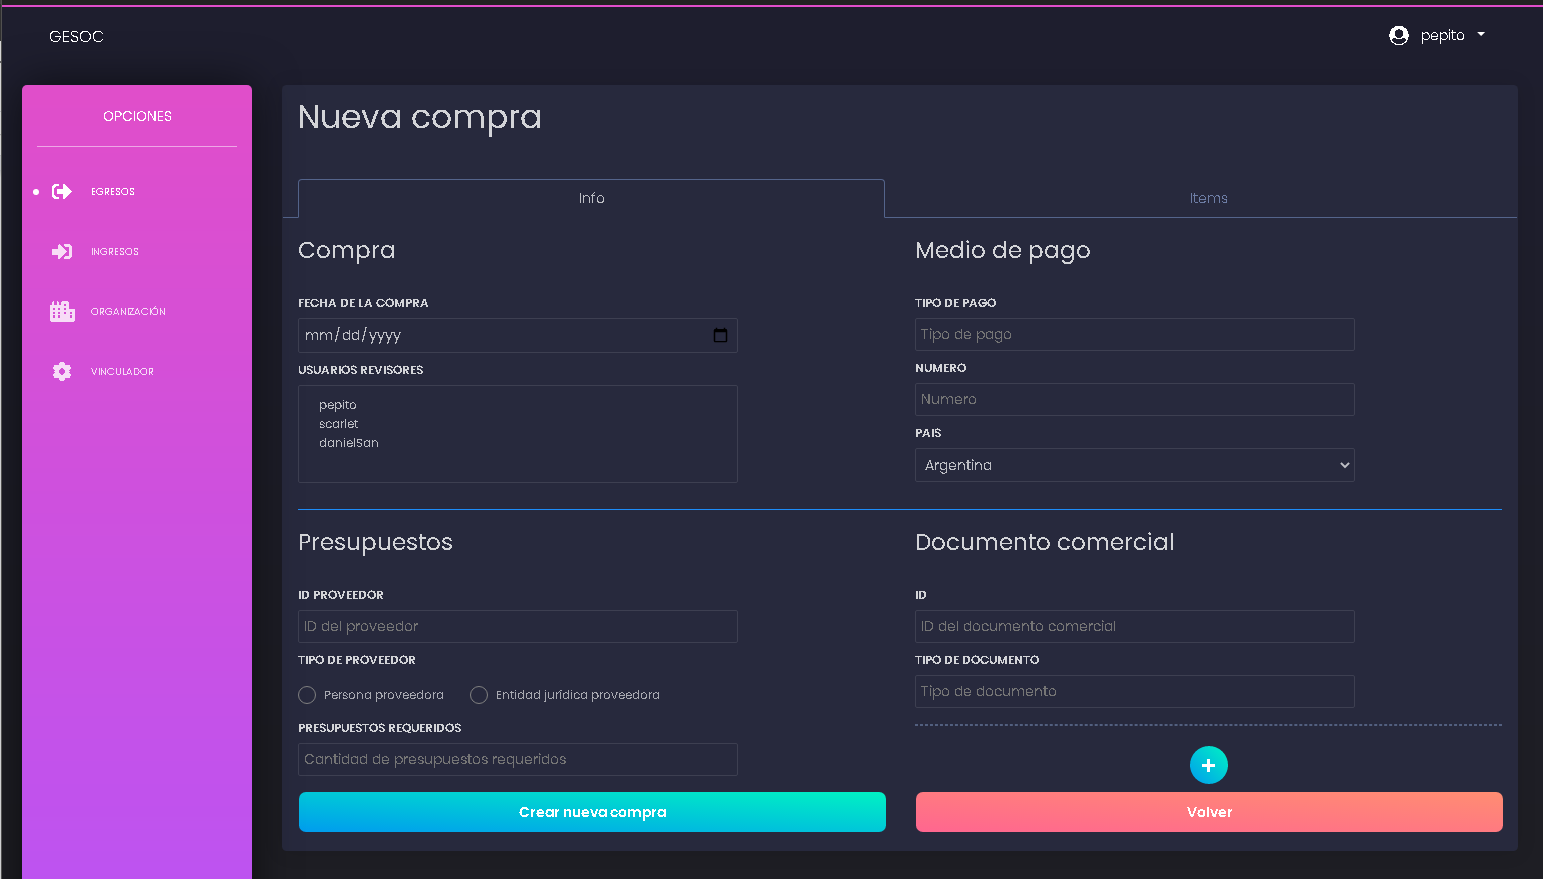 GESOC
pepito
OPCIONES
EGRESOS
INGRESOS
ORGANIZACIÓN
VINCULADOR
Nueva compra
Info
Items
Compra
FECHA DE LA COMPRA
mm/dd/yyyy
USUARIOS REVISORES
pepito
scarlet
danielSan
Medio de pago
TIPO DE PAGO
Tipo de pago
NUMERO
Numero
PAIS
Argentina
Presupuestos
ID PROVEEDOR
ID del proveedor
TIPO DE PROVEEDOR
Persona proveedora
Entidad jurídica proveedora
PRESUPUESTOS REQUERIDOS
Cantidad de presupuestos requeridos
Documento comercial
ID
ID del documento comercial
TIPO DE DOCUMENTO
Tipo de documento
+
Crear nueva compra
Volver